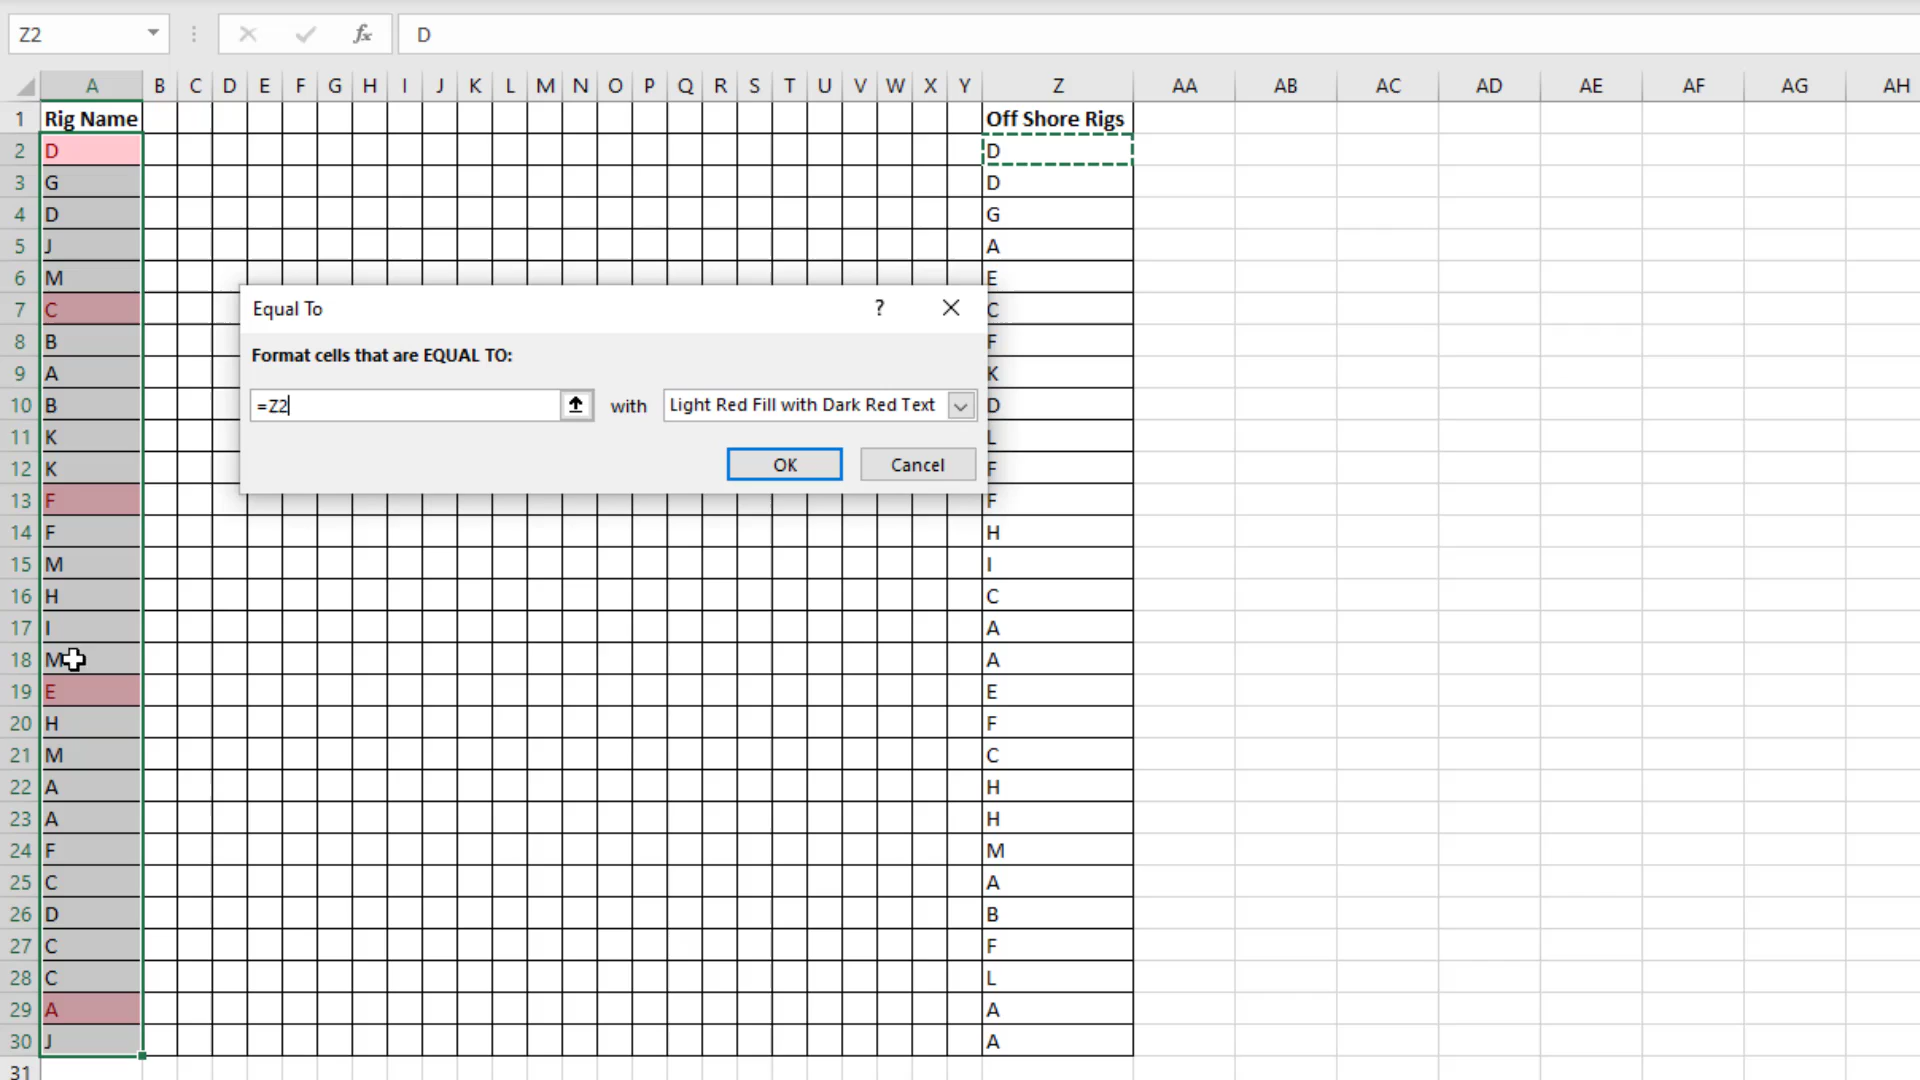 Z2 fx D
A B C D E F G H I J K L M N O P Q R S T U V W X Y Z AA AB AC AD AE AF AG AH
1 Rig Name Off Shore Rigs
2 D D
3 G D
4 D G
5 J A
6 M E
7 C C
8 B F
9 A K
10 B D
11 K L
12 K F
13 F F
14 F H
15 M I
16 H C
17 I A
18 M A
19 E E
20 H F
21 M C
22 A H
23 A H
24 F M
25 C A
26 D B
27 C F
28 C L
29 A A
30 J A
31
Equal To ?
Format cells that are EQUAL TO:
=Z2 with Light Red Fill with Dark Red Text
OK Cancel